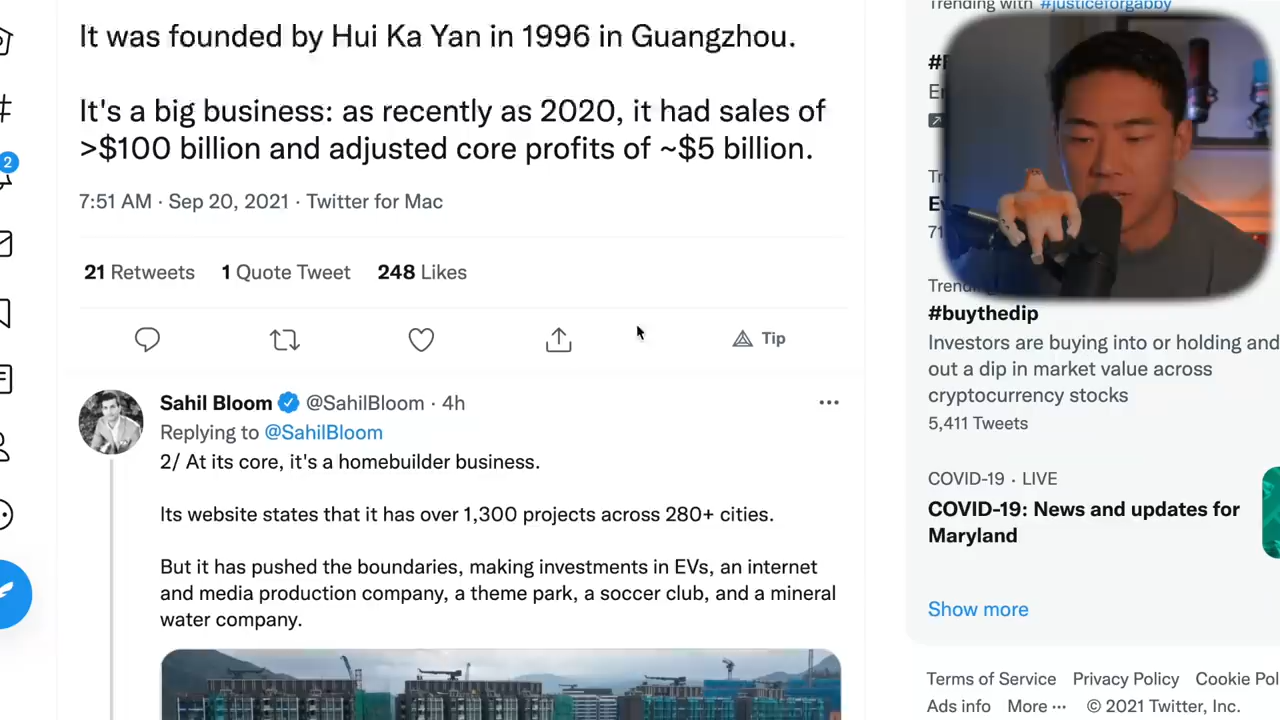 It was founded by Hui Ka Yan in 1996 in Guangzhou.
It's a big business: as recently as 2020, it had sales of
>$100 billion and adjusted core profits of ~$5 billion.
7:51 AM · Sep 20, 2021 · Twitter for Mac
21 Retweets 1 Quote Tweet 248 Likes
Tip
2
Sahil Bloom @SahilBloom · 4h
Replying to @SahilBloom
2/ At its core, it's a homebuilder business.
Its website states that it has over 1,300 projects across 280+ cities.
But it has pushed the boundaries, making investments in EVs, an internet
and media production company, a theme park, a soccer club, and a mineral
water company.
Trending with #justiceforgabby
#buythedip
Investors are buying into or holding and
out a dip in market value across
cryptocurrency stocks
5,411 Tweets
COVID-19 · LIVE
COVID-19: News and updates for
Maryland
Show more
Terms of Service Privacy Policy Cookie Pol
Ads info More ··· © 2021 Twitter, Inc.